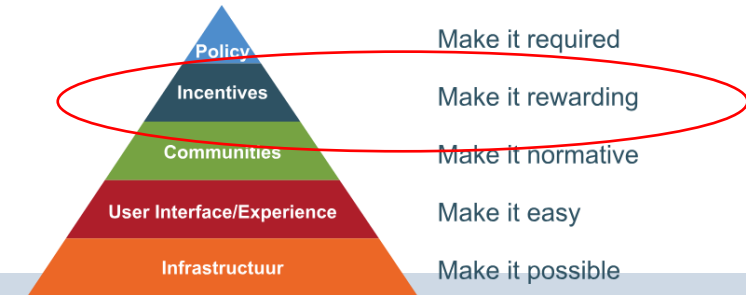 Policy Make it required
Incentives Make it rewarding
Communities Make it normative
User Interface/Experience Make it easy
Infrastructuur Make it possible